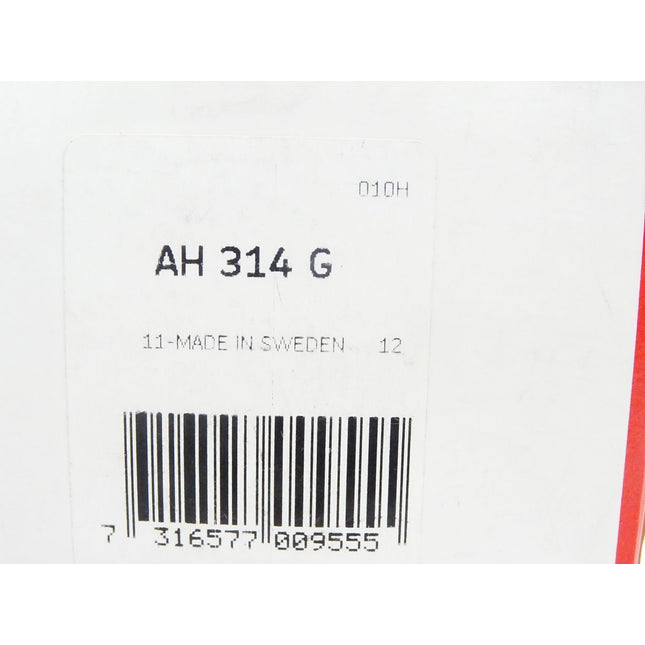 010H
AH 314 G
11-MADE IN SWEDEN 12
7 316577 009555